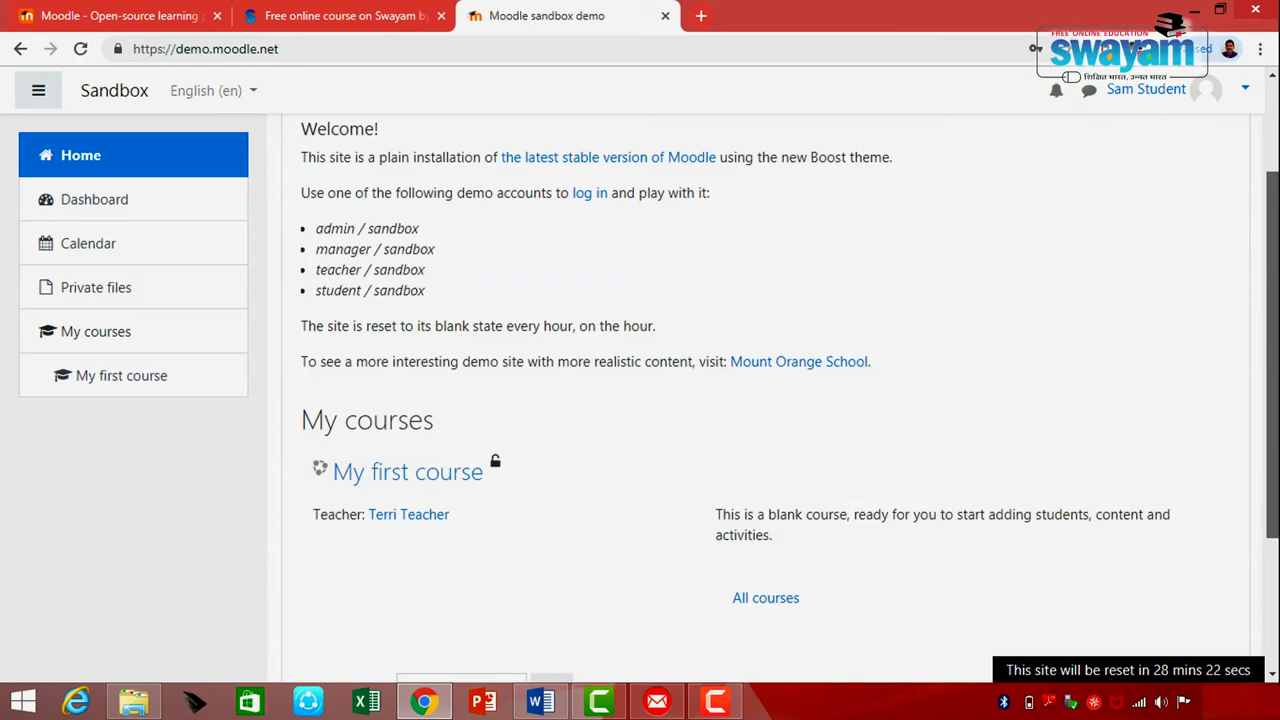 Moodle - Open-source learning
Free online course on Swayam by
Moodle sandbox demo
FREE ONLINE EDUCATION
swayam
शिक्षित भारत, उन्नत भारत
https://demo.moodle.net
Sandbox
English (en)
Sam Student
Home
Dashboard
Calendar
Private files
My courses
My first course
Welcome!
This site is a plain installation of the latest stable version of Moodle using the new Boost theme.
Use one of the following demo accounts to log in and play with it:
admin / sandbox
manager / sandbox
teacher / sandbox
student / sandbox
The site is reset to its blank state every hour, on the hour.
To see a more interesting demo site with more realistic content, visit: Mount Orange School.
My courses
My first course
Teacher: Terri Teacher
This is a blank course, ready for you to start adding students, content and
activities.
All courses
This site will be reset in 28 mins 22 secs